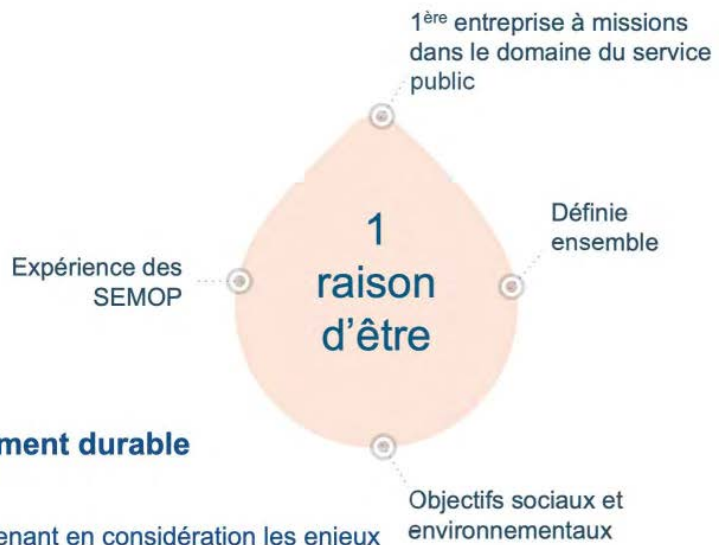 1ère entreprise à missions
dans le domaine du service
public
1
raison
d'être
Définie
ensemble
Expérience des
SEMOP
ment durable
enant en considération les enjeux
Objectifs sociaux et
environnementaux